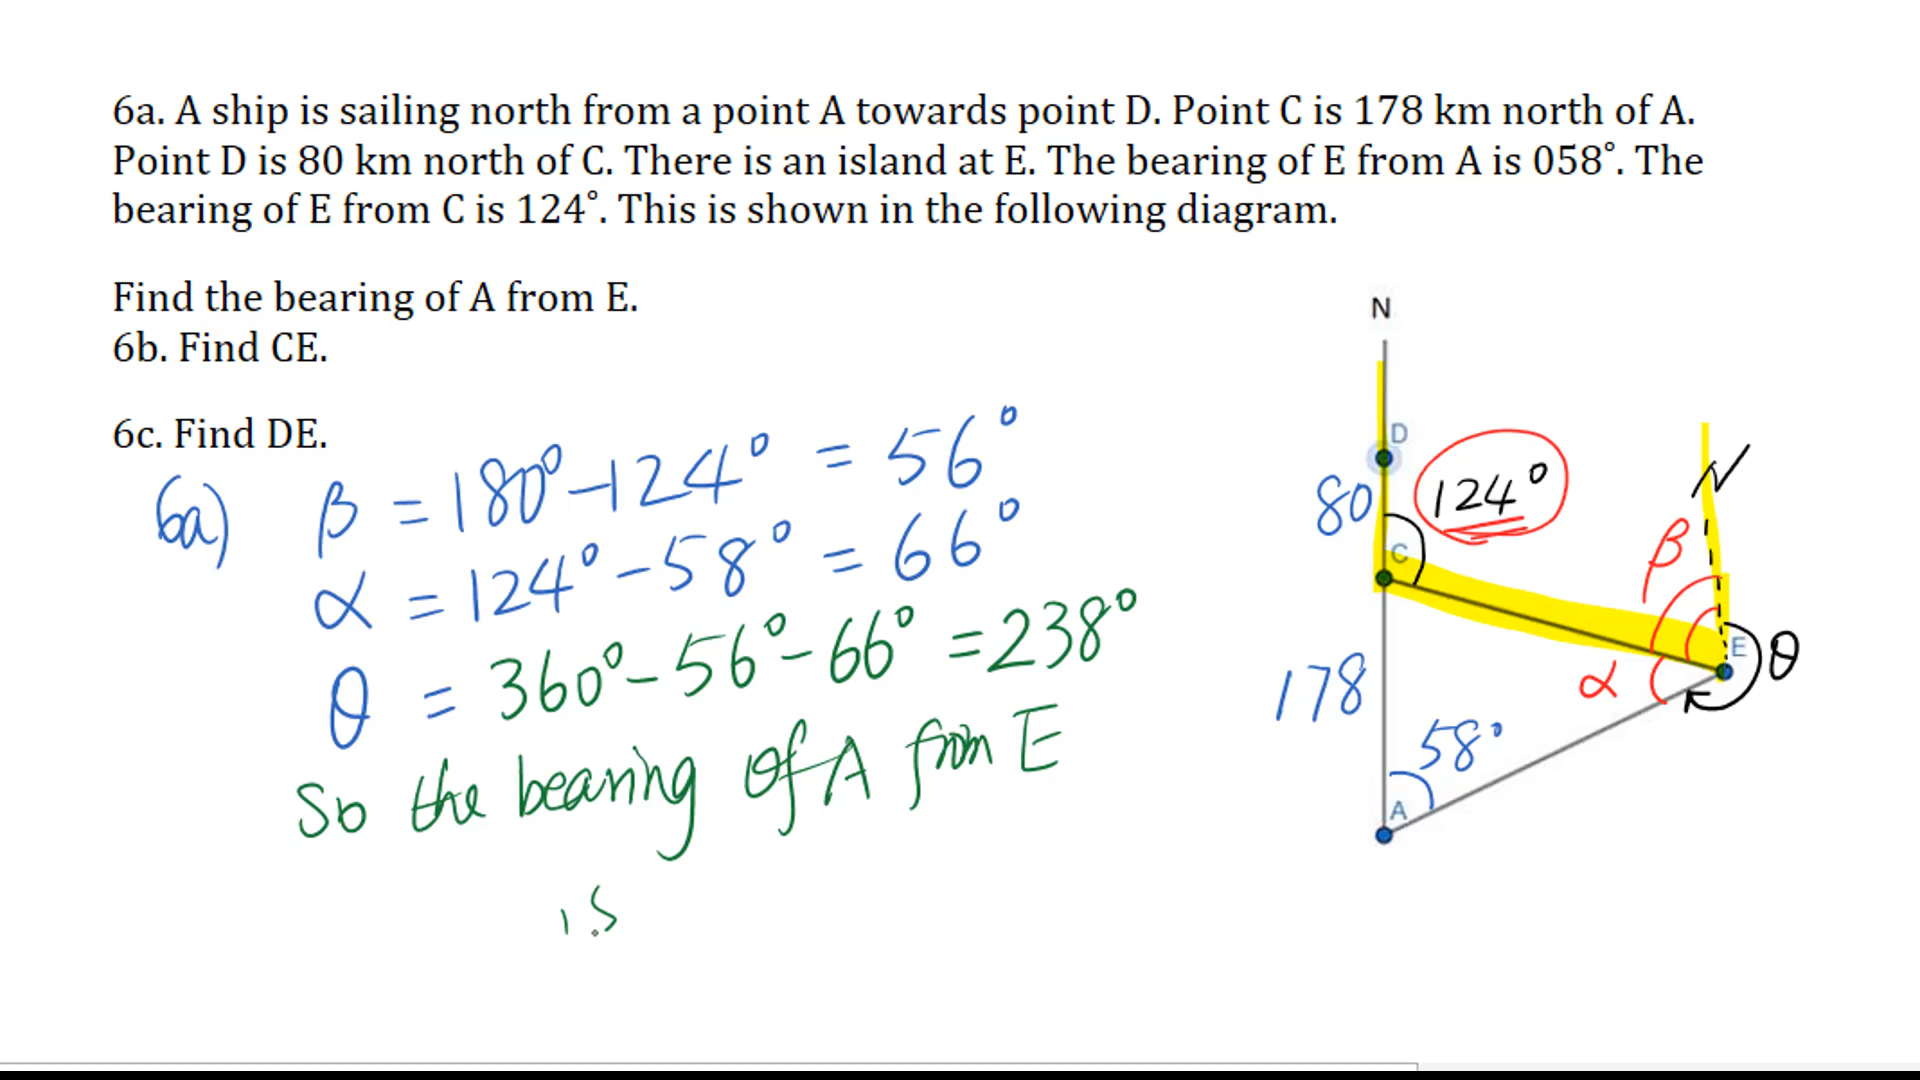 6a. A ship is sailing north from a point A towards point D. Point C is 178 km north of A.
Point D is 80 km north of C. There is an island at E. The bearing of E from A is 058°. The
bearing of E from C is 124°. This is shown in the following diagram.
Find the bearing of A from E.
6b. Find CE.
6c. Find DE.
6a) β = 180°-124° = 56°
α = 124°-58° = 66°
θ = 360°-56°-66° = 238°
So the bearing of A from E
is
N
D
80
124°
N
C
β
E
θ
α
178
58°
A